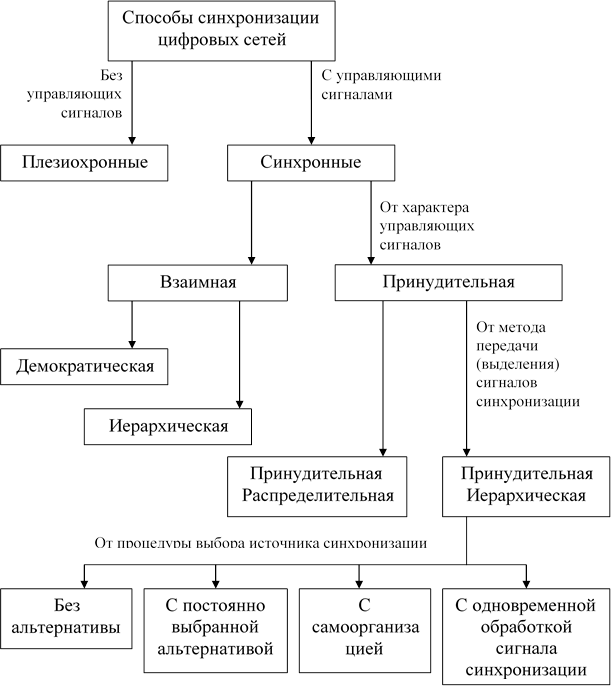 Способы синхронизации
цифровых сетей
Без
управляющих
сигналов
С управляющими
сигналами
Плезиохронные
Синхронные
От характера
управляющих
сигналов
Взаимная
Принудительная
От метода
передачи
(выделения)
сигналов
синхронизации
Демократическая
Иерархическая
Принудительная
Распределительная
Принудительная
Иерархическая
От процедуры выбора источника синхронизации
Без
альтернативы
С постоянно
выбранной
альтернативой
С
самоорганиза
цией
С одновременной
обработкой
сигнала
синхронизации